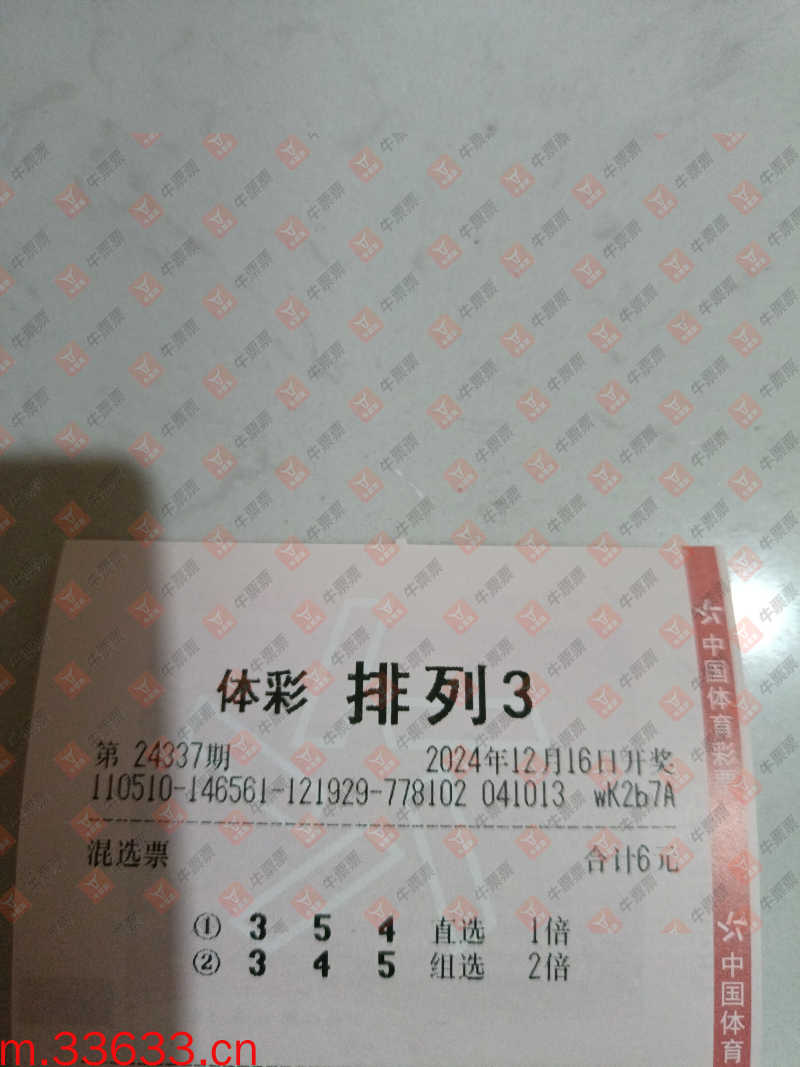 体彩 排列3
第 24337期 2024年12月16日开奖
110510-146561-121929-778102 041013 wK2b7A
混选票 合计6元
① 3 5 4 直选 1倍
② 3 4 5 组选 2倍
中国体育彩票
中国体育
牛票票
m.33633.cn